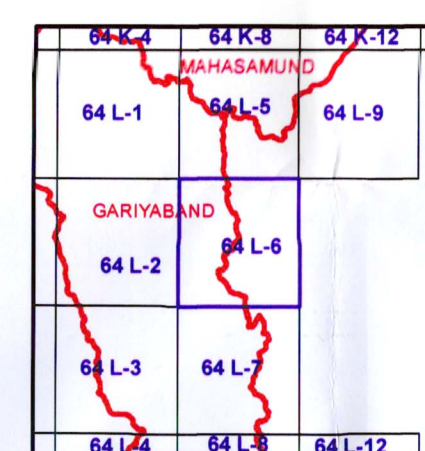 64 K-4 64 K-8 64 K-12
MAHASAMUND
64 L-1 64 L-5 64 L-9
GARIYABAND
64 L-6
64 L-2
64 L-3 64 L-7
64 L-4 64 L-8 64 L-12